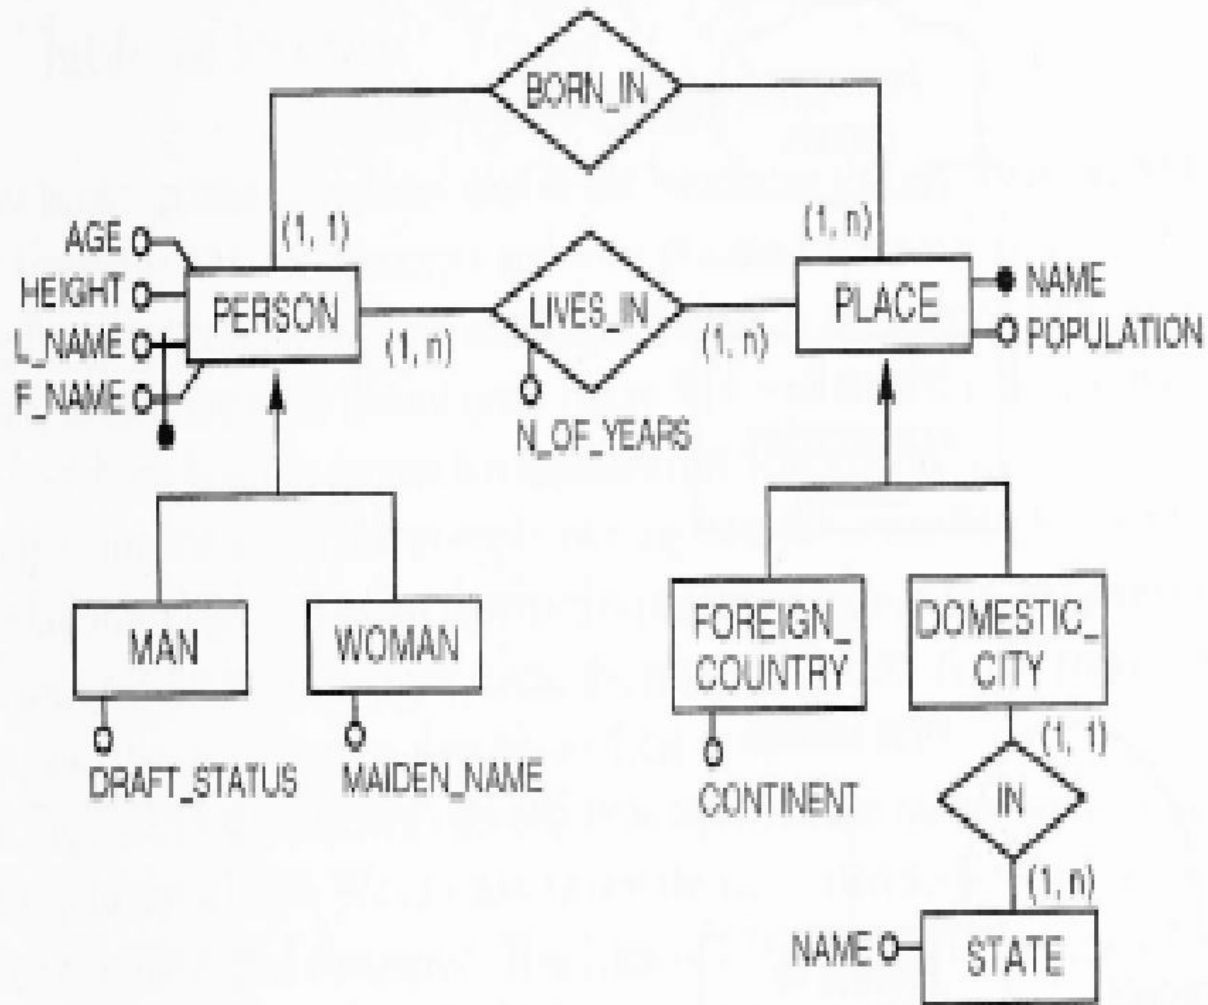 BORN_IN
(1, 1)
(1, n)
AGE
HEIGHT
L_NAME
F_NAME
PERSON
(1, n)
LIVES_IN
(1, n)
N_OF_YEARS
PLACE
NAME
POPULATION
MAN
WOMAN
FOREIGN_
COUNTRY
DOMESTIC_
CITY
DRAFT_STATUS
MAIDEN_NAME
CONTINENT
(1, 1)
IN
(1, n)
NAME
STATE